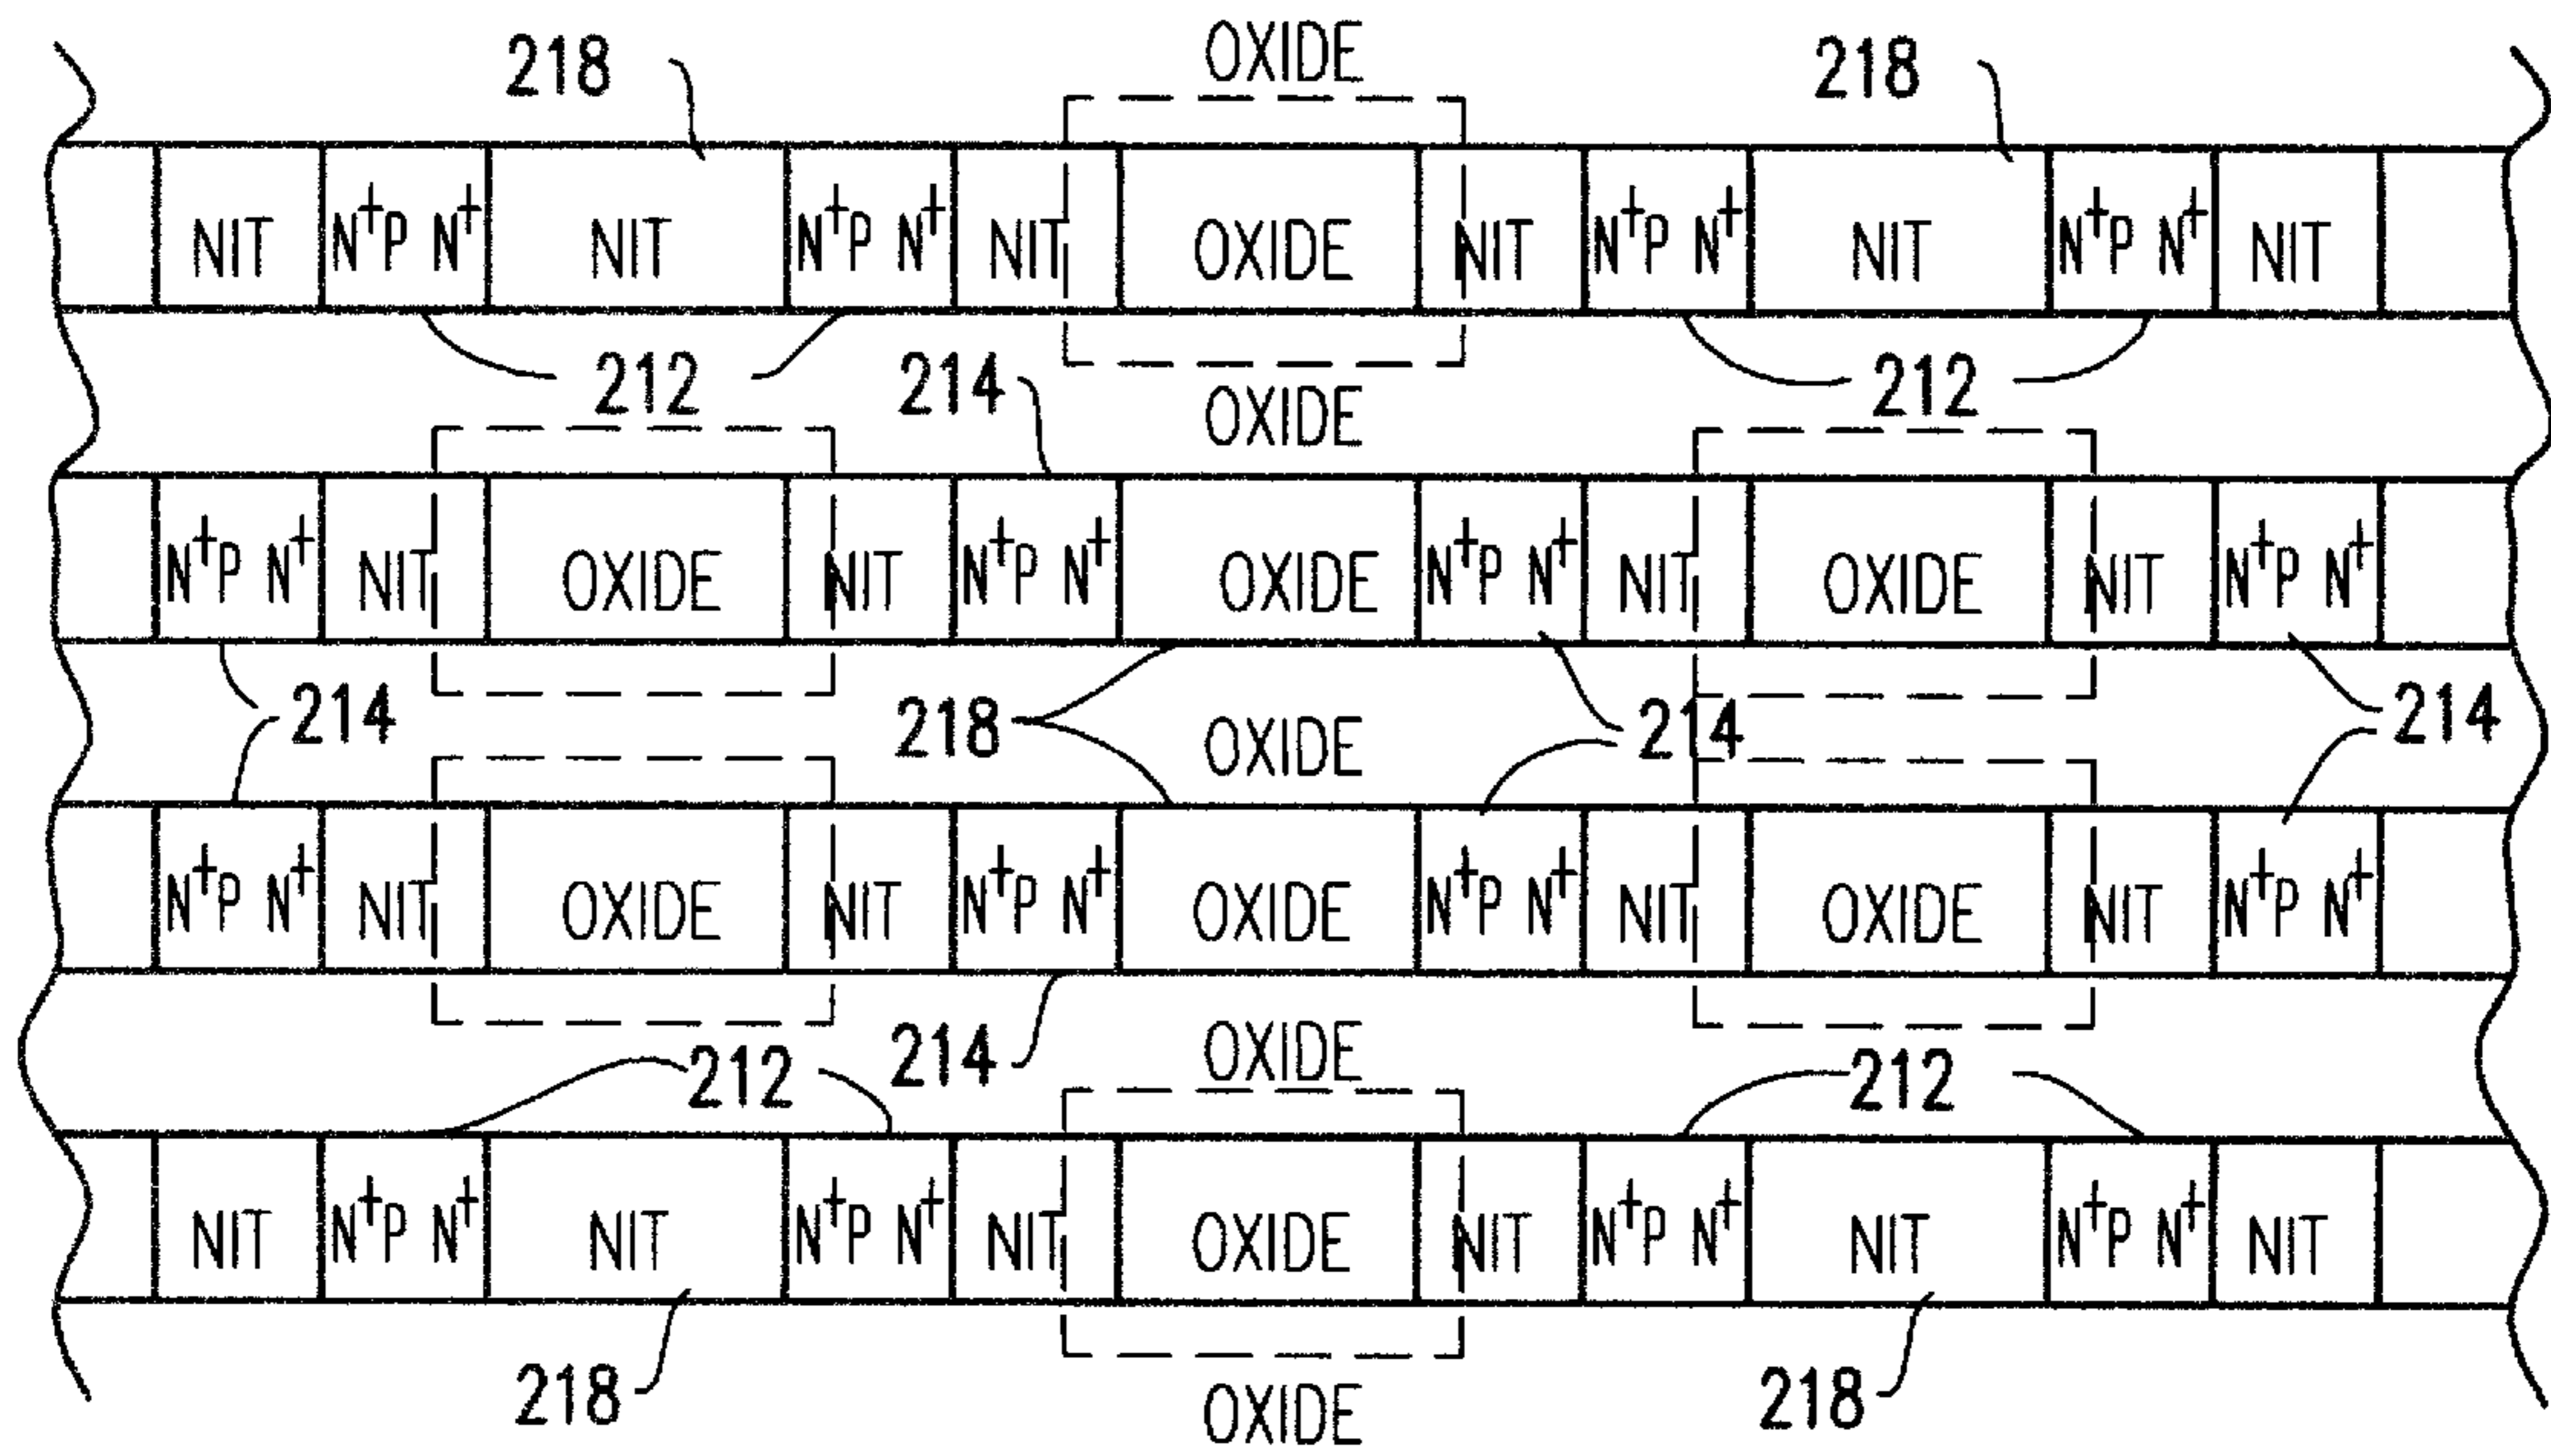 OXIDE
218 218
NIT N⁺P N⁺ NIT N⁺P N⁺ NIT OXIDE NIT N⁺P N⁺ NIT N⁺P N⁺ NIT
212 214 OXIDE 212
N⁺P N⁺ NIT OXIDE NIT N⁺P N⁺ OXIDE N⁺P N⁺ NIT OXIDE NIT N⁺P N⁺
214 218 OXIDE 214 214
N⁺P N⁺ NIT OXIDE NIT N⁺P N⁺ OXIDE N⁺P N⁺ NIT OXIDE NIT N⁺P N⁺
212 214 OXIDE 212
NIT N⁺P N⁺ NIT N⁺P N⁺ NIT OXIDE NIT N⁺P N⁺ NIT N⁺P N⁺ NIT
218 OXIDE 218